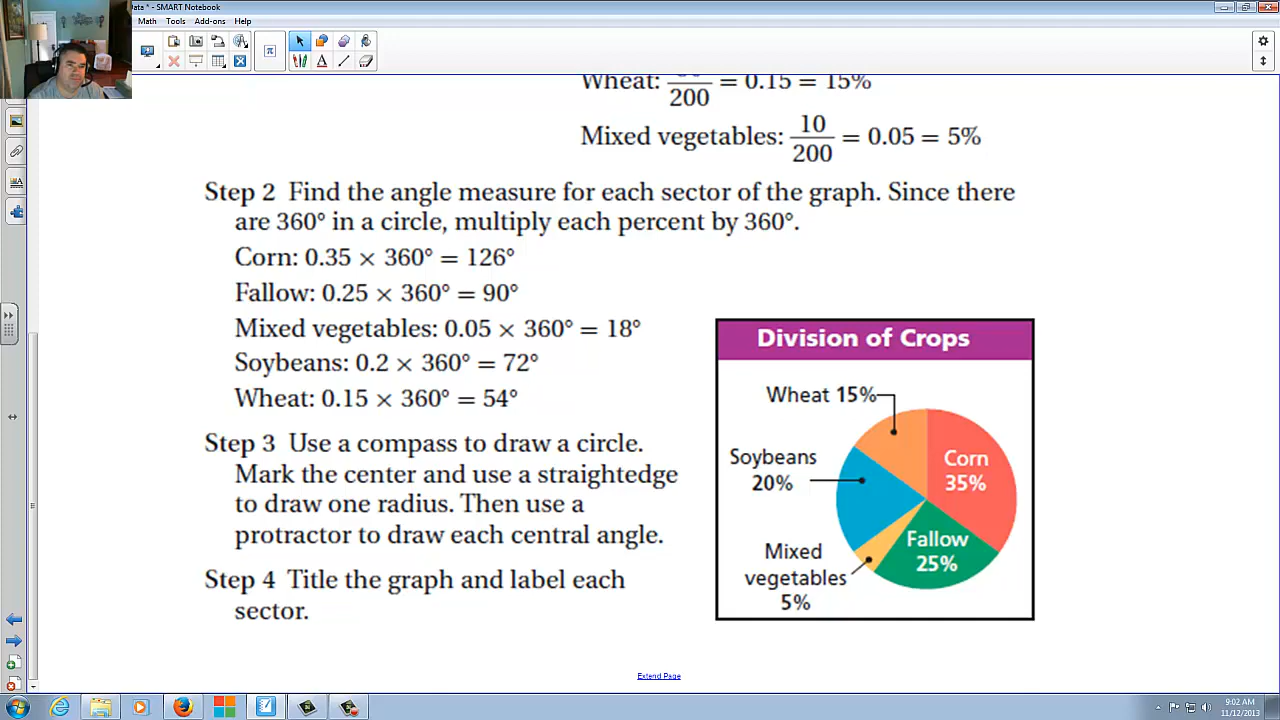 Data * - SMART Notebook
Math Tools Add-ons Help
Wheat: /200 = 0.15 = 15%
Mixed vegetables: 10/200 = 0.05 = 5%
Step 2 Find the angle measure for each sector of the graph. Since there
are 360° in a circle, multiply each percent by 360°.
Corn: 0.35 × 360° = 126°
Fallow: 0.25 × 360° = 90°
Mixed vegetables: 0.05 × 360° = 18°
Soybeans: 0.2 × 360° = 72°
Wheat: 0.15 × 360° = 54°
Step 3 Use a compass to draw a circle.
Mark the center and use a straightedge
to draw one radius. Then use a
protractor to draw each central angle.
Step 4 Title the graph and label each
sector.
Division of Crops
Wheat 15%
Corn
35%
Soybeans
20%
Fallow
25%
Mixed
vegetables
5%
Extend Page
9:02 AM
11/12/2013